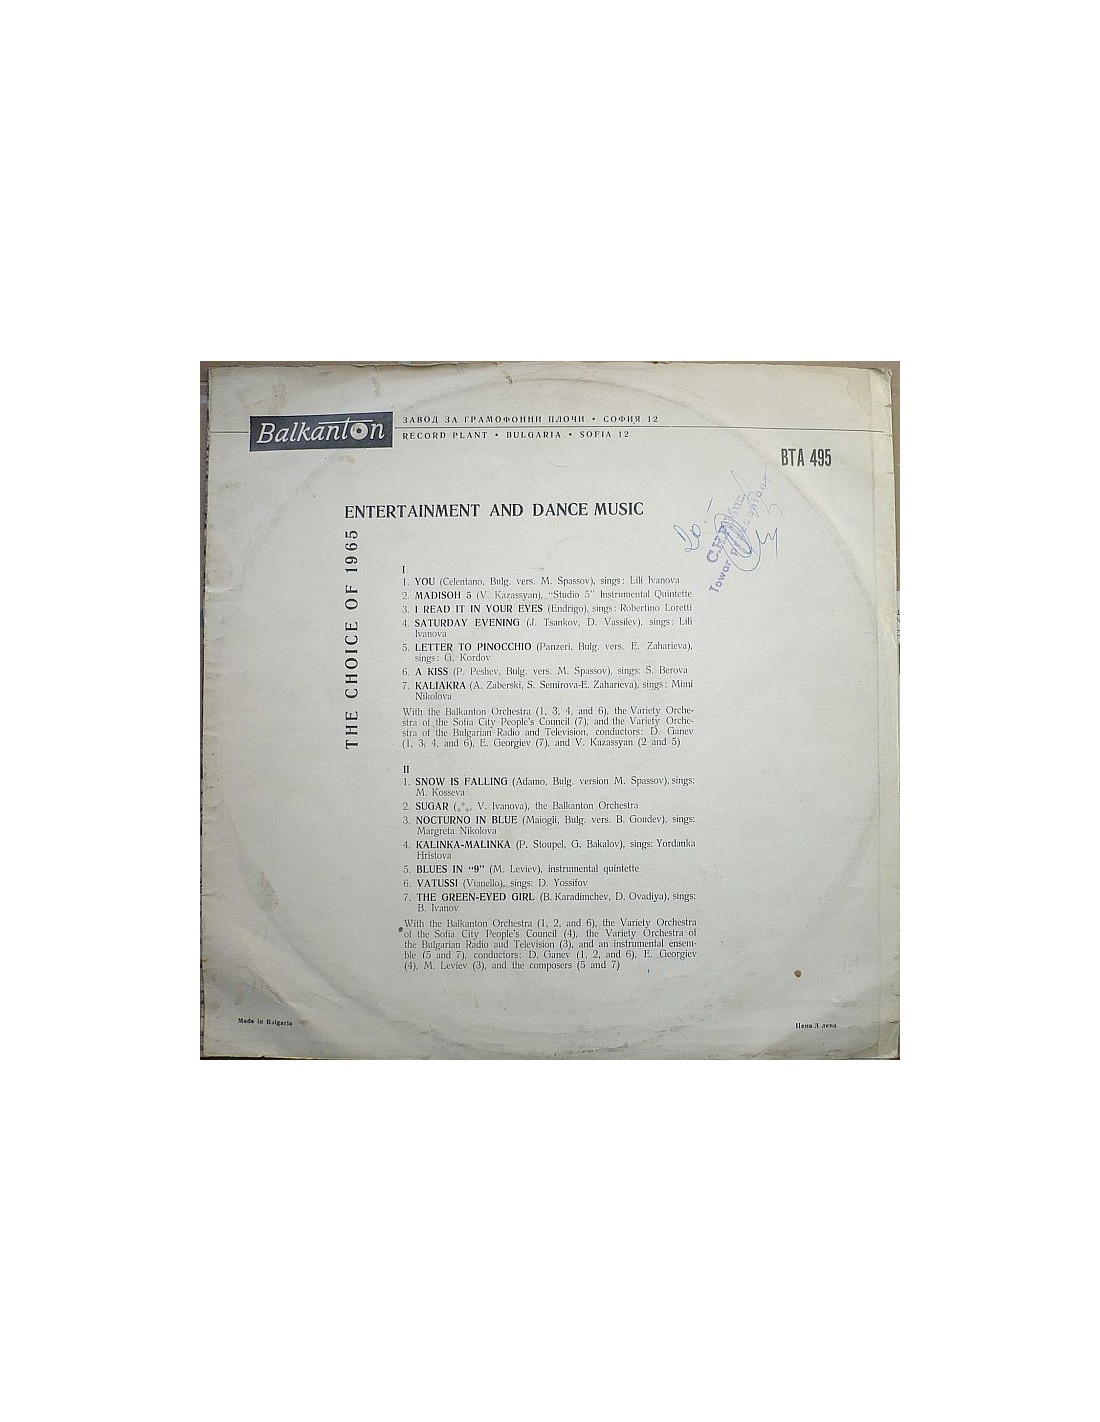 Balkanton
ЗАВОД ЗА ГРАМОФОННИ ПЛОЧИ • СОФИЯ 12
RECORD PLANT • BULGARIA • SOFIA 12
BTA 495
ENTERTAINMENT AND DANCE MUSIC
THE CHOICE OF 1965
20.-
C.H.P.
Towar
I
1. YOU (Celentano, Bulg. vers. M. Spassov), sings: Lili Ivanova
2. MADISOH 5 (V. Kazassyan), "Studio 5" Instrumental Quintette
3. I READ IT IN YOUR EYES (Endrigo), sings: Robertino Loretti
4. SATURDAY EVENING (J. Tsankov, D. Vassilev), sings: Lili
Ivanova
5. LETTER TO PINOCCHIO (Panzeri, Bulg. vers. E. Zaharieva),
sings: G. Kordov
6. A KISS (P. Peshev, Bulg. vers. M. Spassov), sings: S. Berova
7. KALIAKRA (A. Zaberski, S. Semirova-E. Zaharieva), sings: Mimi
Nikolova
With the Balkanton Orchestra (1, 3, 4, and 6), the Variety Orche-
stra of the Sofia City People's Council (7), and the Variety Orche-
stra of the Bulgarian Radio and Television, conductors: D. Ganev
(1, 3, 4, and 6), E. Georgiev (7), and V. Kazassyan (2 and 5)
II
1. SNOW IS FALLING (Adamo, Bulg. version M. Spassov), sings:
M. Kosseva
2. SUGAR (⁂, V. Ivanova), the Balkanton Orchestra
3. NOCTURNO IN BLUE (Maiogli, Bulg. vers. B. Goudev), sings:
Margreta Nikolova
4. KALINKA-MALINKA (P. Stoupel, G. Bakalov), sings: Yordanka
Hristova
5. BLUES IN "9" (M. Leviev), instrumental quintette
6. VATUSSI (Vianello), sings: D. Yossifov
7. THE GREEN-EYED GIRL (B. Karadimchev, D. Ovadiya), sings:
B. Ivanov
With the Balkanton Orchestra (1, 2, and 6), the Variety Orchestra
of the Sofia City People's Council (4), the Variety Orchestra of
the Bulgarian Radio aud Television (3), and an instrumental ensem-
ble (5 and 7), conductors: D. Ganev (1, 2, and 6), E. Georgiev
(4), M. Leviev (3), and the composers (5 and 7)
Made in Bulgaria
Цена 3 лева